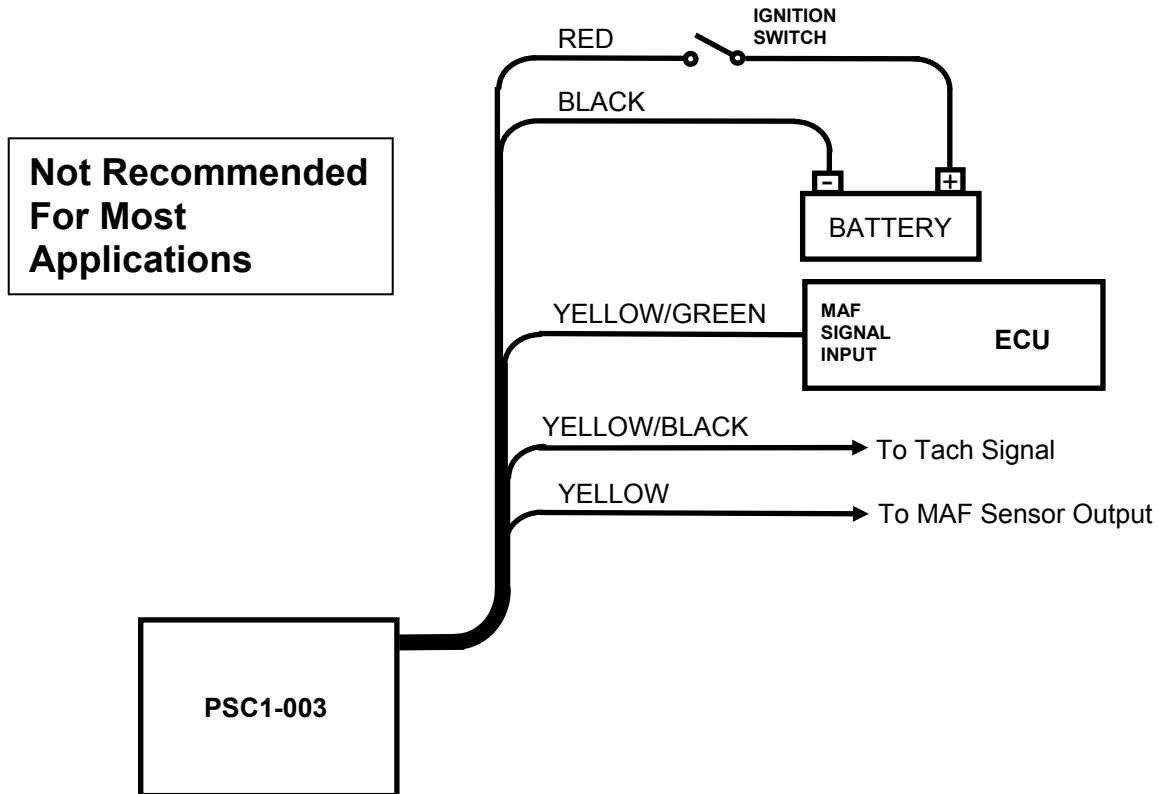 IGNITION
SWITCH
RED
BLACK
Not Recommended
For Most
Applications
- +
BATTERY
YELLOW/GREEN
MAF
SIGNAL
INPUT
ECU
YELLOW/BLACK
To Tach Signal
YELLOW
To MAF Sensor Output
PSC1-003